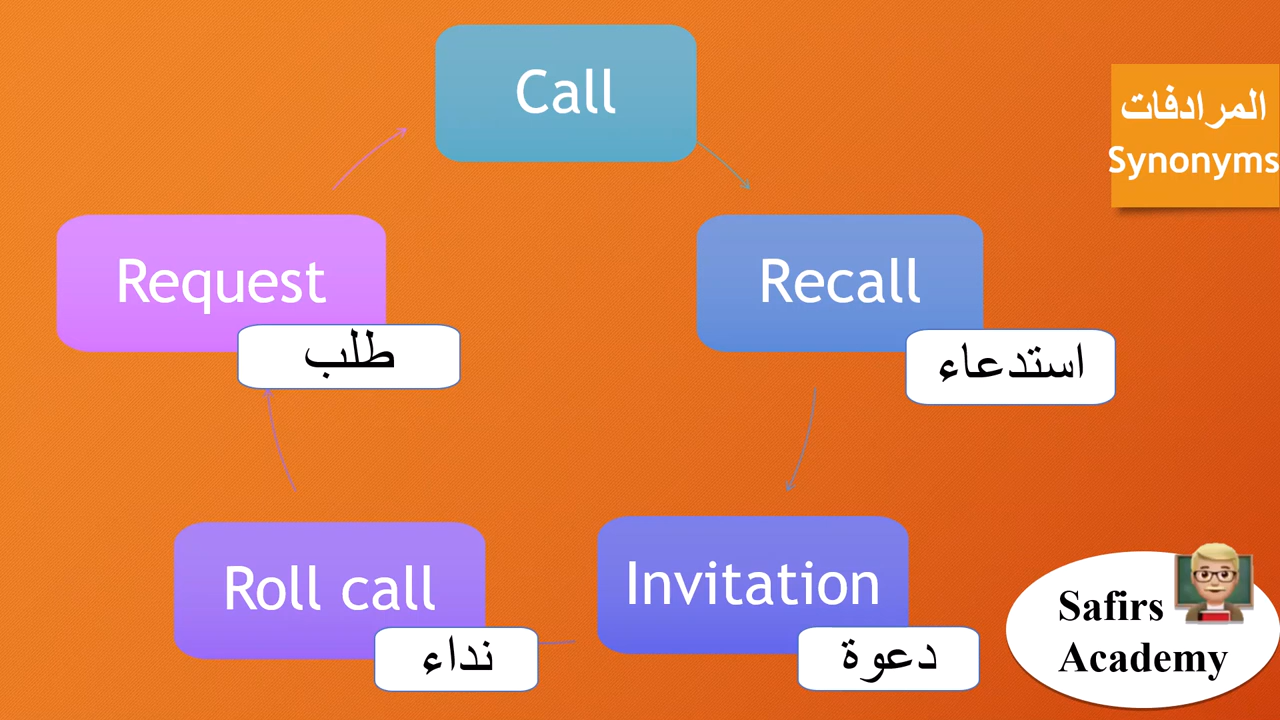 Call
المرادفات
Synonyms
Request
طلب
Recall
استدعاء
Roll call
نداء
Invitation
دعوة
Safirs
Academy